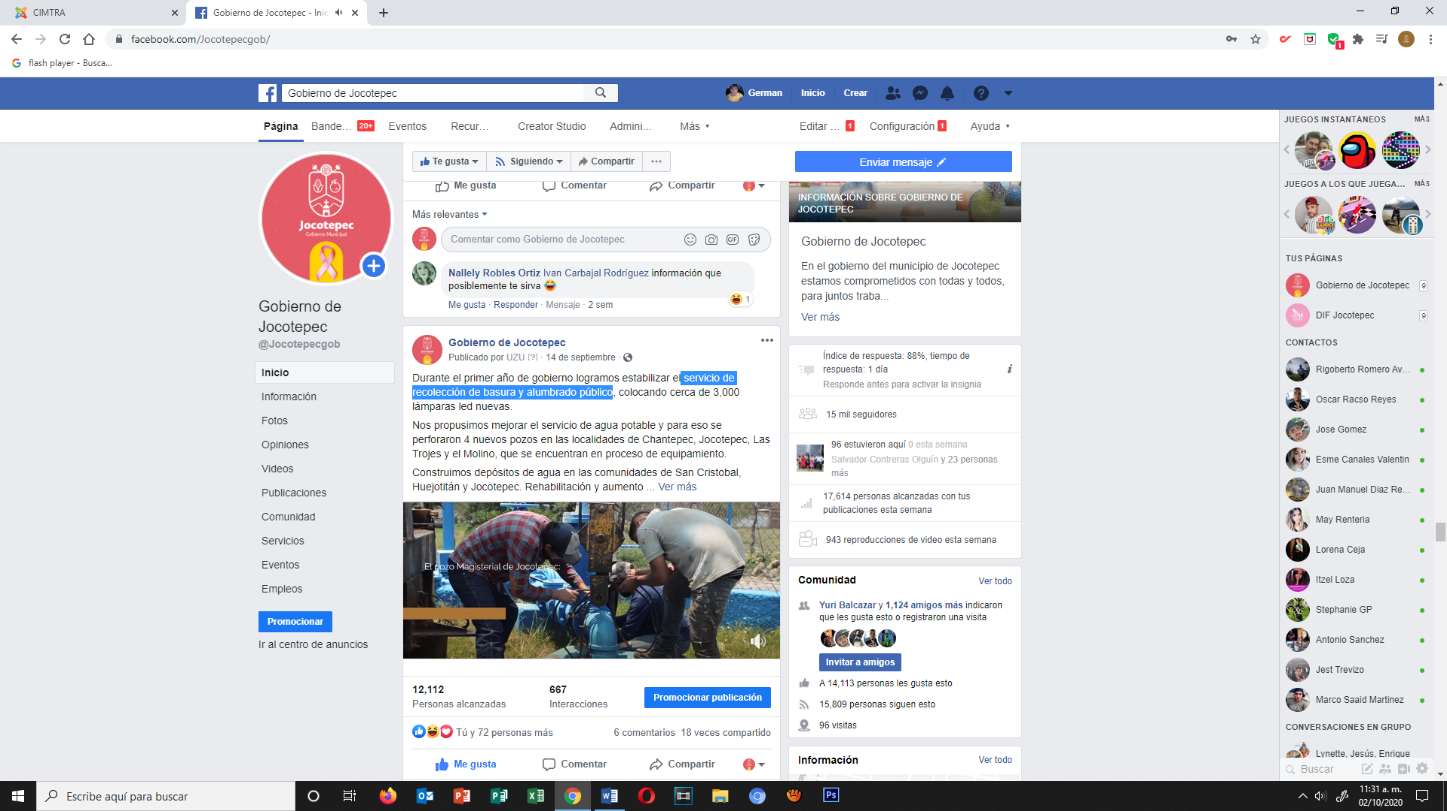 CIMTRA
Gobierno de Jocotepec - Inic
facebook.com/Jocotepecgob/
1
flash player - Busca...
Gobierno de Jocotepec
German
Inicio
Crear
Página
Bande... 20+
Eventos
Recur...
Creator Studio
Admini...
Más
Editar ... 1
Configuración 1
Ayuda
Jocotepec
Gobierno Municipal
Gobierno de
Jocotepec
@Jocotepecgob
Inicio
Información
Fotos
Opiniones
Videos
Publicaciones
Comunidad
Servicios
Eventos
Empleos
Promocionar
Ir al centro de anuncios
Te gusta
Siguiendo
Compartir
Me gusta
Comentar
Compartir
Más relevantes
Comentar como Gobierno de Jocotepec
GIF
Nallely Robles Ortiz Ivan Carbajal Rodríguez información que
posiblemente te sirva
1
Me gusta · Responder · Mensaje · 2 sem
Gobierno de Jocotepec
Publicado por UZU [?] · 14 de septiembre ·
Durante el primer año de gobierno logramos estabilizar el servicio de
recolección de basura y alumbrado público, colocando cerca de 3,000
lámparas led nuevas.
Nos propusimos mejorar el servicio de agua potable y para eso se
perforaron 4 nuevos pozos en las localidades de Chantepec, Jocotepec, Las
Trojes y el Molino, que se encuentran en proceso de equipamiento.
Construimos depósitos de agua en las comunidades de San Cristobal,
Huejotitán y Jocotepec. Rehabilitación y aumento ... Ver más
El pozo Magisterial de Jocotepec:
12,112
Personas alcanzadas
667
Interacciones
Promocionar publicación
Tú y 72 personas más
6 comentarios 18 veces compartido
Me gusta
Comentar
Compartir
Enviar mensaje
INFORMACIÓN SOBRE GOBIERNO DE
JOCOTEPEC
Gobierno de Jocotepec
En el gobierno del municipio de Jocotepec
estamos comprometidos con todas y todos,
para juntos traba...
Ver más
Índice de respuesta: 88%; tiempo de
respuesta: 1 día
Responde antes para activar la insignia
15 mil seguidores
96 estuvieron aquí 0 esta semana
Salvador Contreras Olguín y 23 personas
más
17,614 personas alcanzadas con tus
publicaciones esta semana
943 reproducciones de video esta semana
Comunidad
Ver todo
Yuri Balcazar y 1,124 amigos más indicaron
que les gusta esto o registraron una visita
Invitar a amigos
A 14,113 personas les gusta esto
15,809 personas siguen esto
96 visitas
Información
Ver todo
JUEGOS INSTANTÁNEOS
MÁS
JUEGOS A LOS QUE JUEGA...
MÁS
TUS PÁGINAS
Gobierno de Jocotepec 9
DIF Jocotepec 9
CONTACTOS
Rigoberto Romero Av...
Oscar Racso Reyes
Jose Gomez
Esme Canales Valentin
Juan Manuel Diaz Re...
May Renteria
Lorena Ceja
Itzel Loza
Stephanie GP
Antonio Sanchez
Jest Trevizo
Marco Saaid Martinez
CONVERSACIONES EN GRUPO
Lynette, Jesús, Enrique
Buscar
Escribe aquí para buscar
Ps
11:31 a. m.
02/10/2020